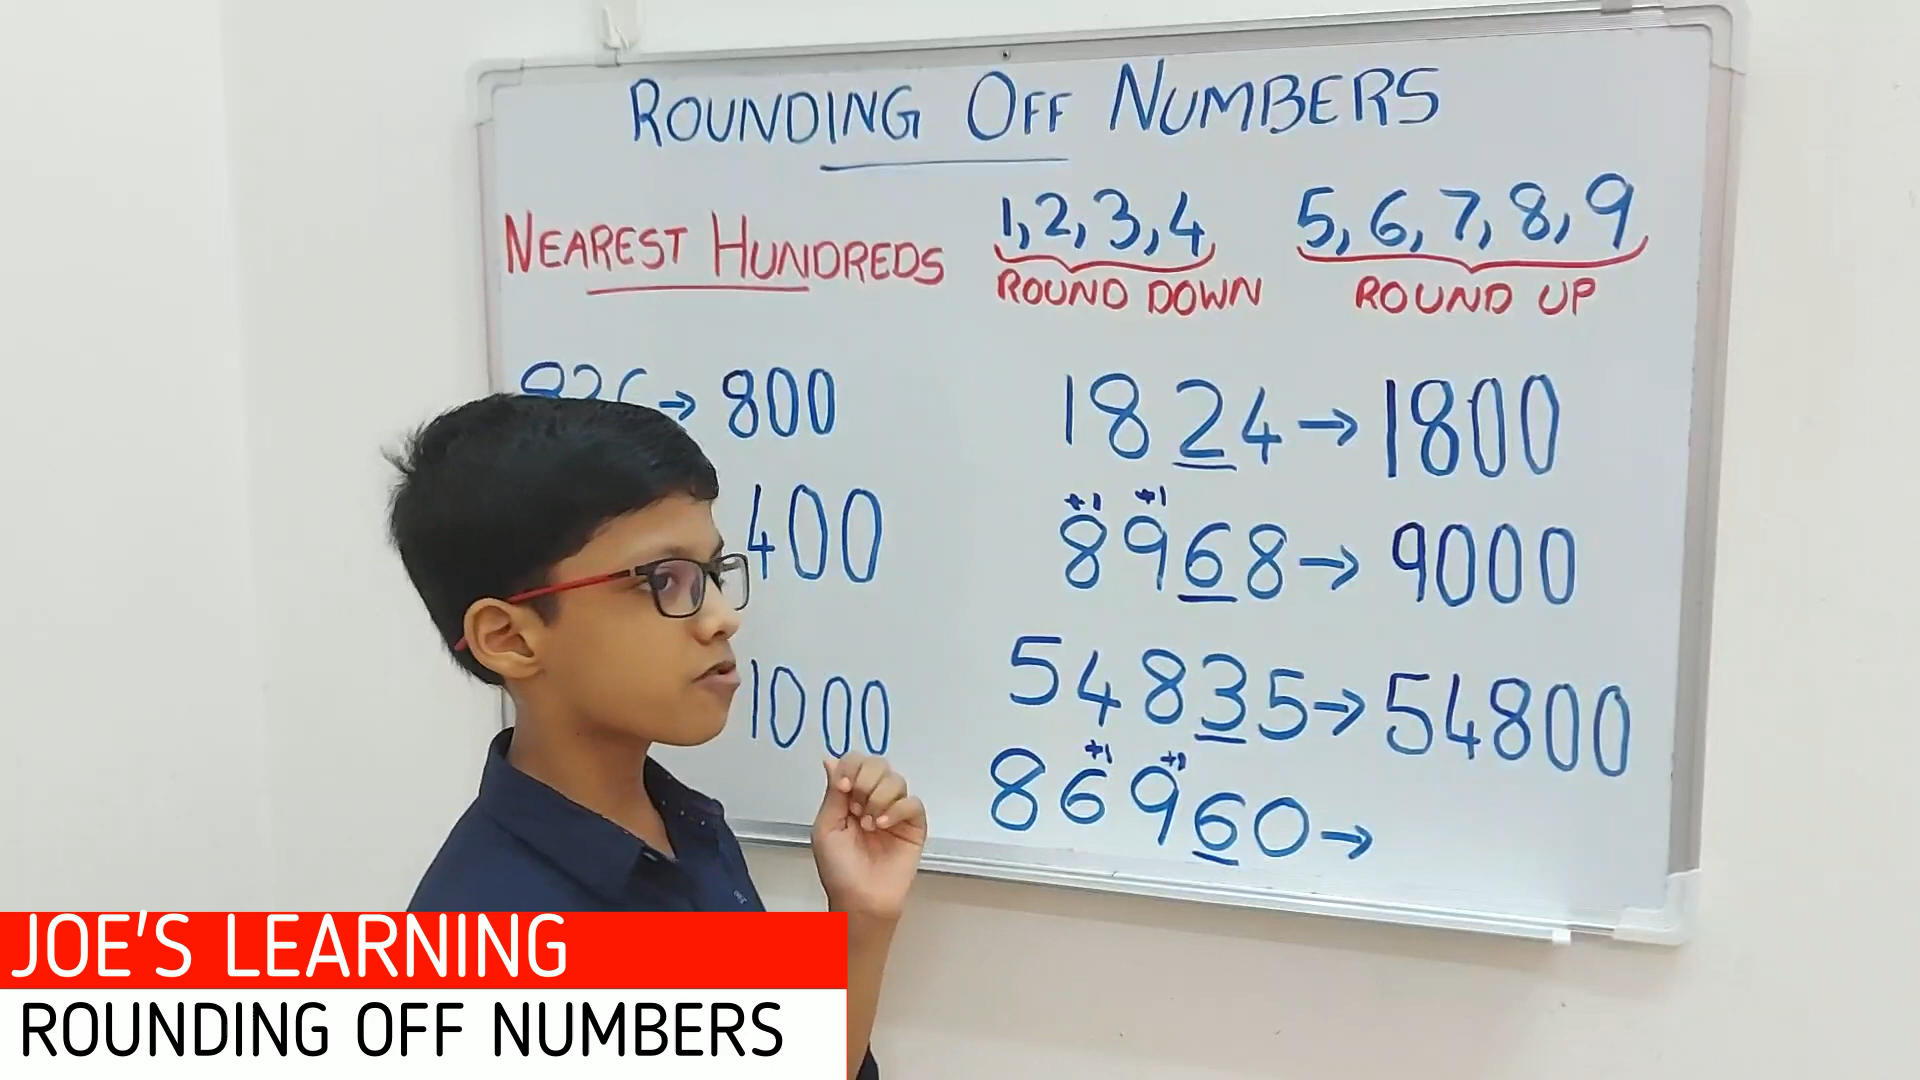 ROUNDING OFF NUMBERS
NEAREST HUNDREDS
1, 2, 3, 4
ROUND DOWN
5, 6, 7, 8, 9
ROUND UP
→ 800
400
1000
1824 → 1800
+1 +1
8968 → 9000
54835 → 54800
+1 +1
86960 →
JOE'S LEARNING
ROUNDING OFF NUMBERS